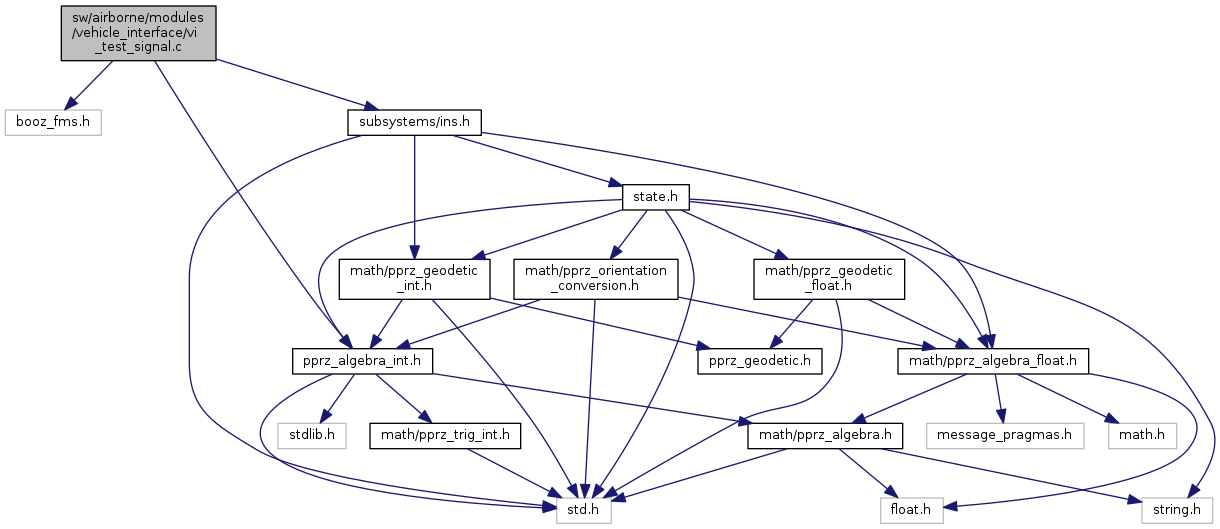 sw/airborne/modules
/vehicle_interface/vi
_test_signal.c
booz_fms.h
subsystems/ins.h
state.h
math/pprz_geodetic
_int.h
math/pprz_orientation
_conversion.h
math/pprz_geodetic
_float.h
pprz_algebra_int.h
pprz_geodetic.h
math/pprz_algebra_float.h
stdlib.h
math/pprz_trig_int.h
math/pprz_algebra.h
message_pragmas.h
math.h
std.h
float.h
string.h